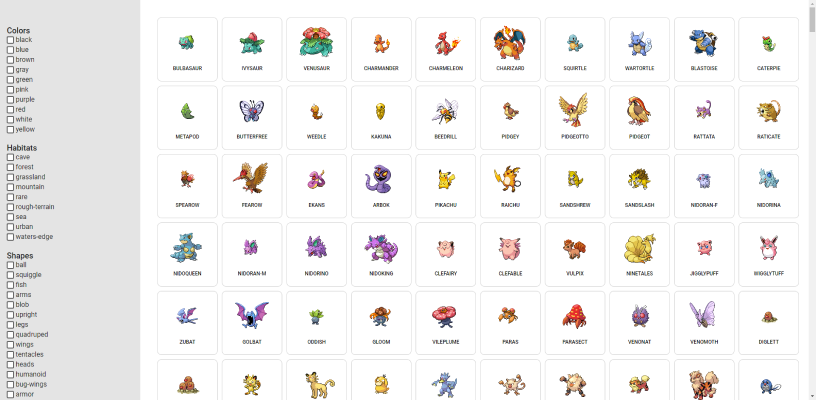 Colors
black
blue
brown
gray
green
pink
purple
red
white
yellow
Habitats
cave
forest
grassland
mountain
rare
rough-terrain
sea
urban
waters-edge
Shapes
ball
squiggle
fish
arms
blob
upright
legs
quadruped
wings
tentacles
heads
humanoid
bug-wings
armor
BULBASAUR IVYSAUR VENUSAUR CHARMANDER CHARMELEON CHARIZARD SQUIRTLE WARTORTLE BLASTOISE CATERPIE
METAPOD BUTTERFREE WEEDLE KAKUNA BEEDRILL PIDGEY PIDGEOTTO PIDGEOT RATTATA RATICATE
SPEAROW FEAROW EKANS ARBOK PIKACHU RAICHU SANDSHREW SANDSLASH NIDORAN-F NIDORINA
NIDOQUEEN NIDORAN-M NIDORINO NIDOKING CLEFAIRY CLEFABLE VULPIX NINETALES JIGGLYPUFF WIGGLYTUFF
ZUBAT GOLBAT ODDISH GLOOM VILEPLUME PARAS PARASECT VENONAT VENOMOTH DIGLETT